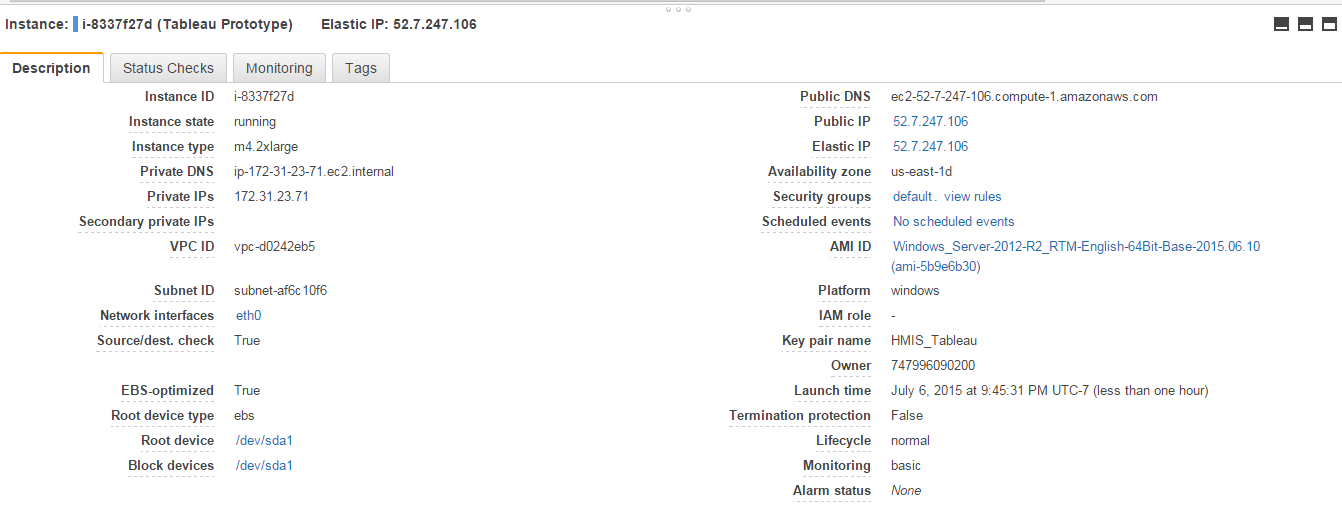 Instance: i-8337f27d (Tableau Prototype) Elastic IP: 52.7.247.106
Description Status Checks Monitoring Tags
Instance ID i-8337f27d Public DNS ec2-52-7-247-106.compute-1.amazonaws.com
Instance state running Public IP 52.7.247.106
Instance type m4.2xlarge Elastic IP 52.7.247.106
Private DNS ip-172-31-23-71.ec2.internal Availability zone us-east-1d
Private IPs 172.31.23.71 Security groups default . view rules
Secondary private IPs Scheduled events No scheduled events
VPC ID vpc-d0242eb5 AMI ID Windows_Server-2012-R2_RTM-English-64Bit-Base-2015.06.10
(ami-5b9e6b30)
Subnet ID subnet-af6c10f6 Platform windows
Network interfaces eth0 IAM role -
Source/dest. check True Key pair name HMIS_Tableau
Owner 747996090200
EBS-optimized True Launch time July 6, 2015 at 9:45:31 PM UTC-7 (less than one hour)
Root device type ebs Termination protection False
Root device /dev/sda1 Lifecycle normal
Block devices /dev/sda1 Monitoring basic
Alarm status None